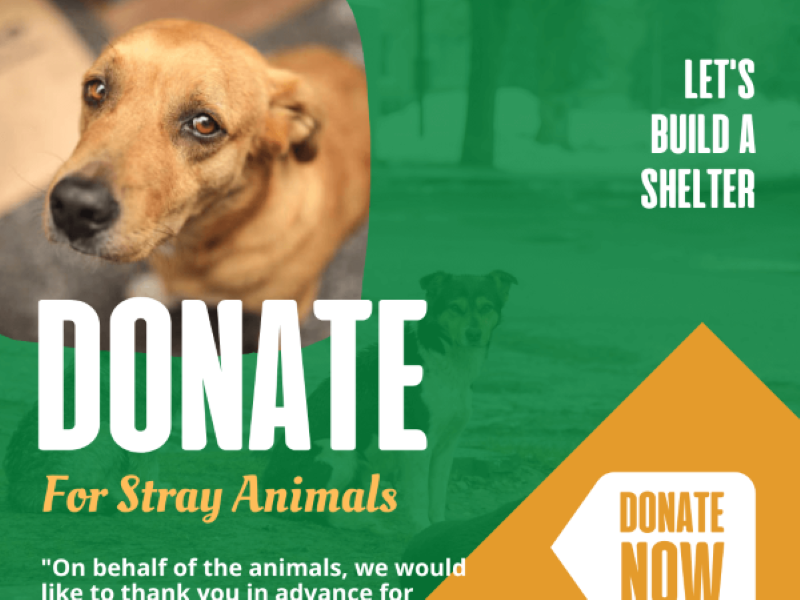 LET'S
BUILD A
SHELTER
DONATE
For Stray Animals
"On behalf of the animals, we would
like to thank you in advance for
DONATE
NOW